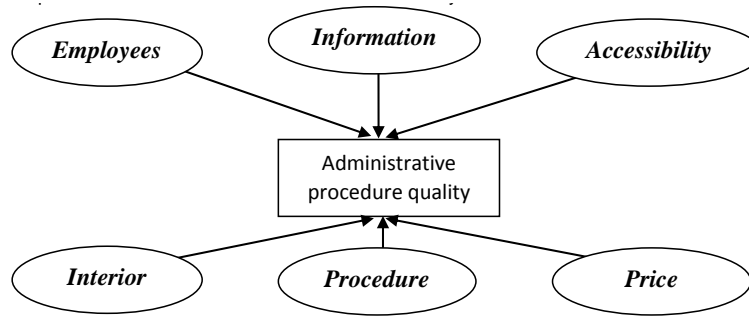 Employees
Information
Accessibility
Administrative
procedure quality
Interior
Procedure
Price